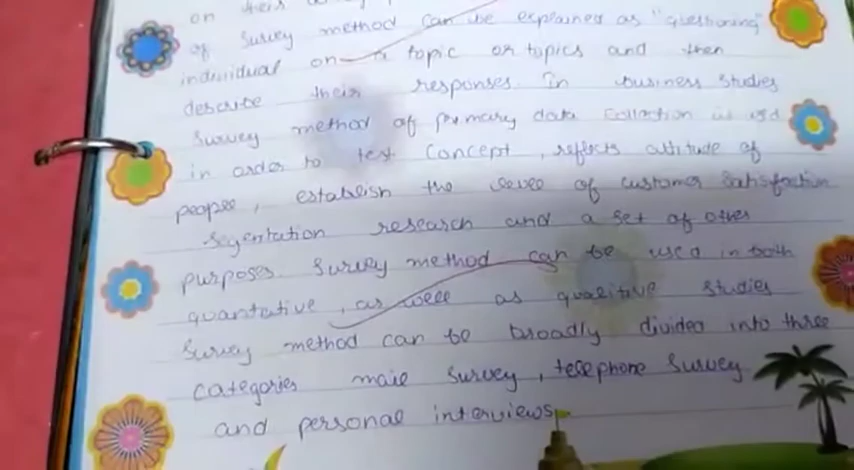 on their
of survey method can be explained as "questioning"
individual on a topic or topics and then
describe their responses. In business studies
survey method of primary data collection is used
in order to test concept, reflects attitude of
people, establish the level of customer satisfaction
segentation research and a set of other
purposes. Survey method can be used in both
quantative, as well as qualitive studies
Survey method can be broadly divided into three
categories mail survey, telephone survey
and personal interviews